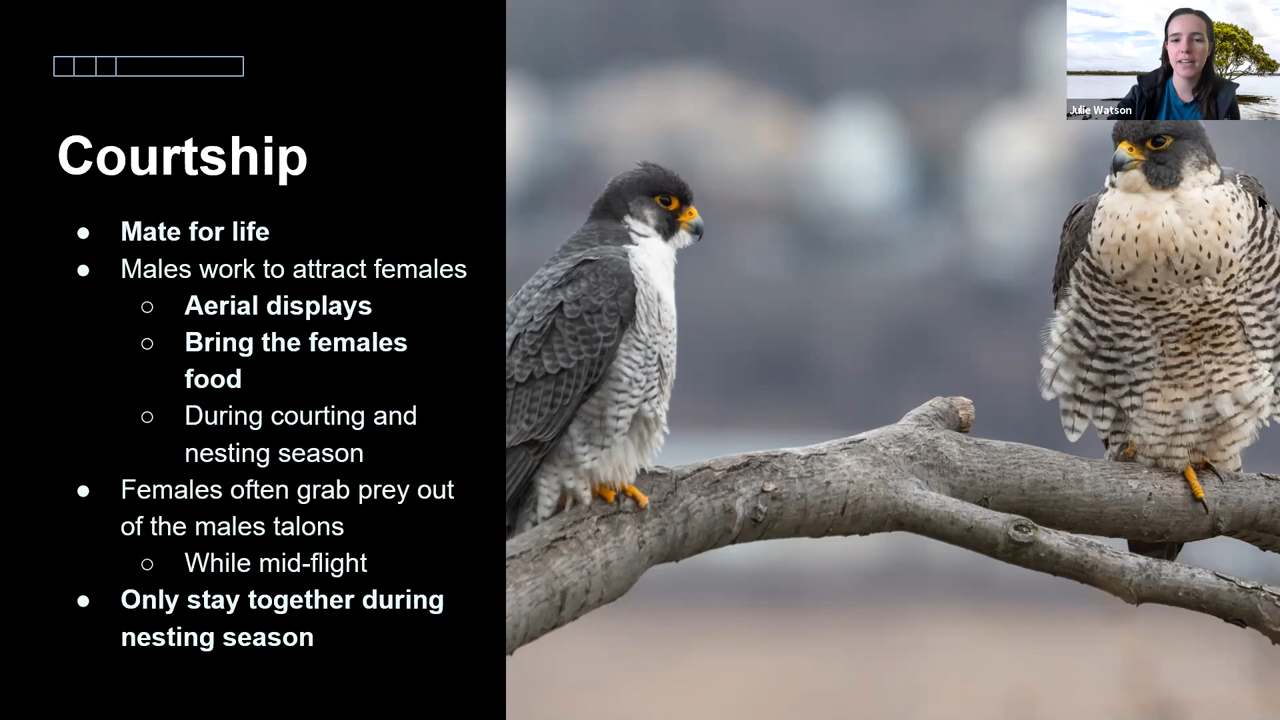 Julie Watson
Courtship
● Mate for life
● Males work to attract females
○ Aerial displays
○ Bring the females
food
○ During courting and
nesting season
● Females often grab prey out
of the males talons
○ While mid-flight
● Only stay together during
nesting season